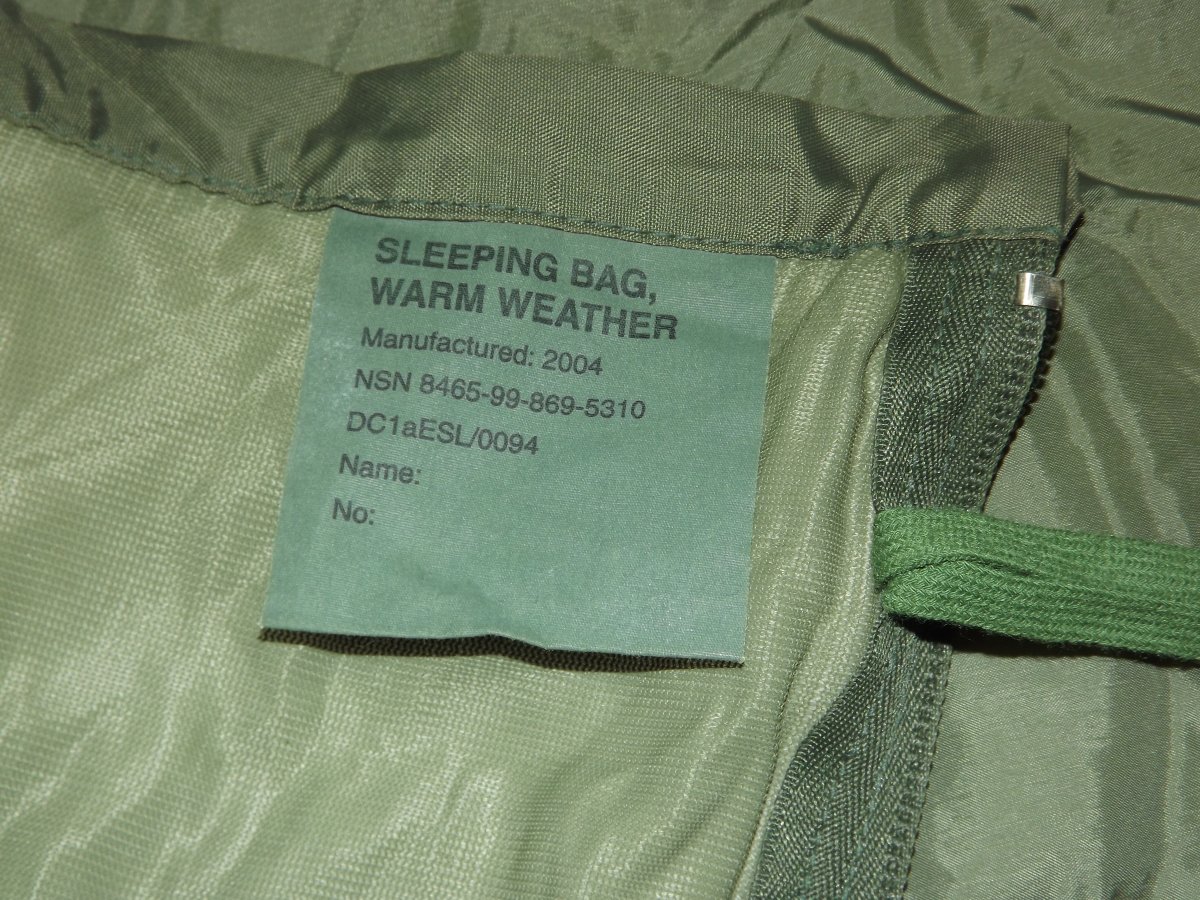 SLEEPING BAG,
WARM WEATHER
Manufactured: 2004
NSN 8465-99-869-5310
DC1aESL/0094
Name:
No: